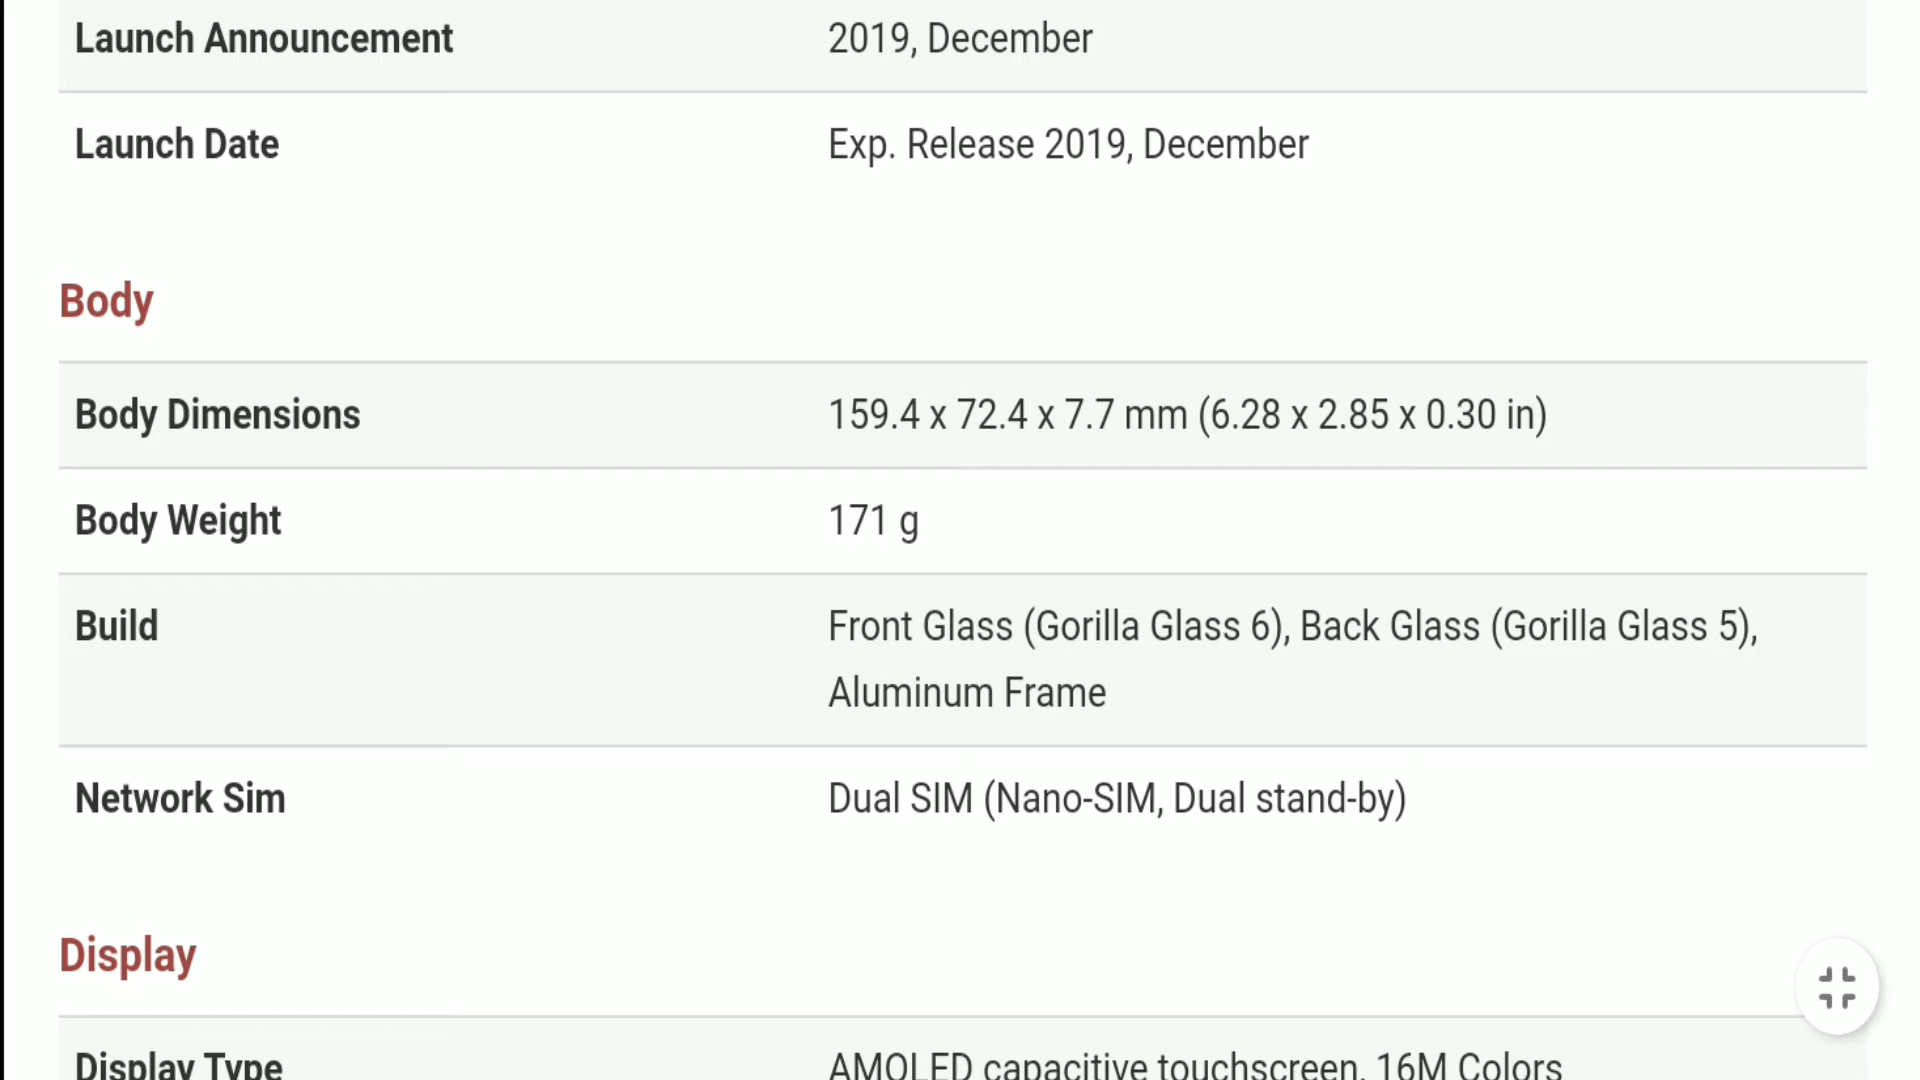 Launch Announcement 2019, December
Launch Date Exp. Release 2019, December
Body
Body Dimensions 159.4 x 72.4 x 7.7 mm (6.28 x 2.85 x 0.30 in)
Body Weight 171 g
Build Front Glass (Gorilla Glass 6), Back Glass (Gorilla Glass 5),
Aluminum Frame
Network Sim Dual SIM (Nano-SIM, Dual stand-by)
Display
Display Type AMOLED capacitive touchscreen, 16M Colors